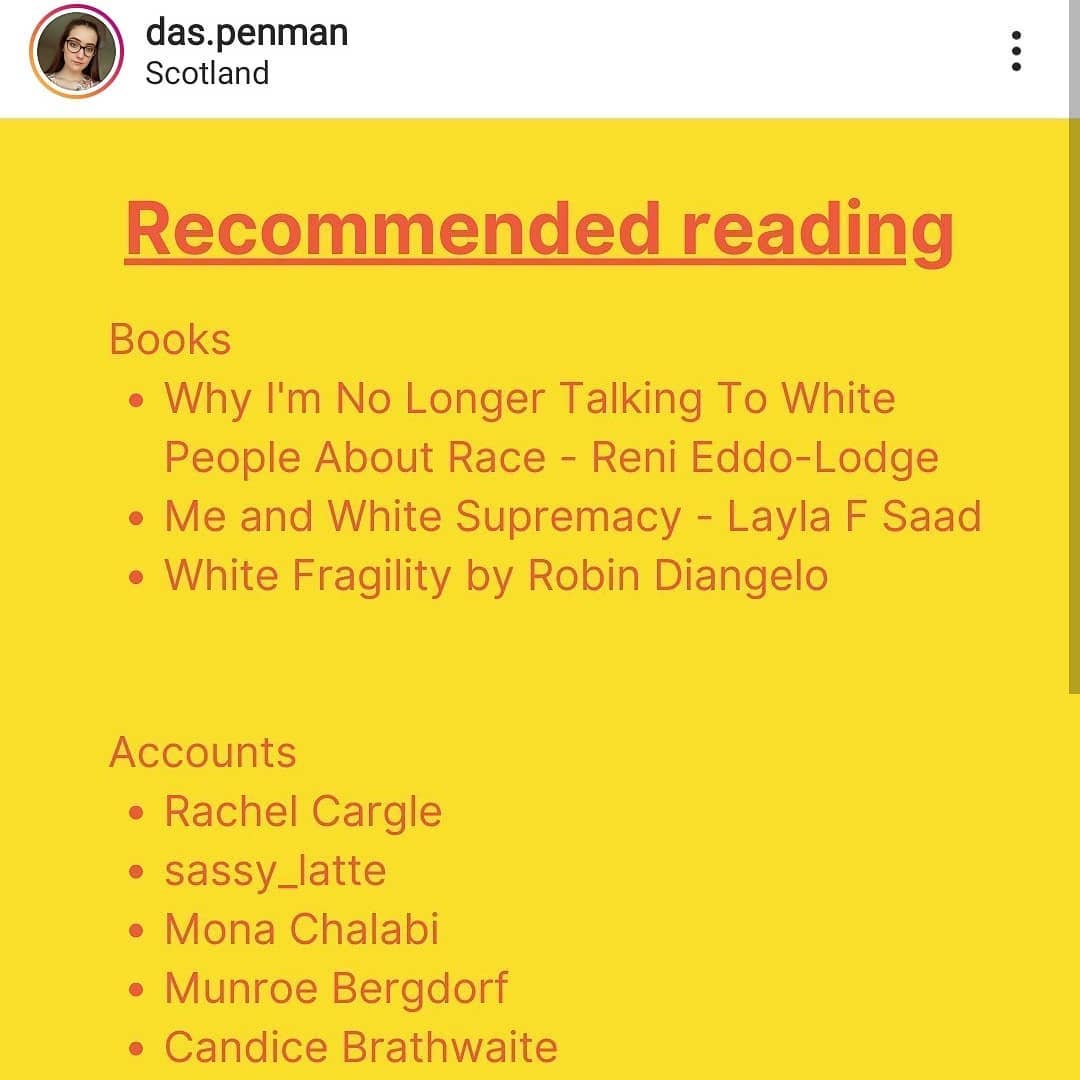 das.penman
Scotland
Recommended reading
Books
• Why I'm No Longer Talking To White
People About Race - Reni Eddo-Lodge
• Me and White Supremacy - Layla F Saad
• White Fragility by Robin Diangelo
Accounts
• Rachel Cargle
• sassy_latte
• Mona Chalabi
• Munroe Bergdorf
• Candice Brathwaite